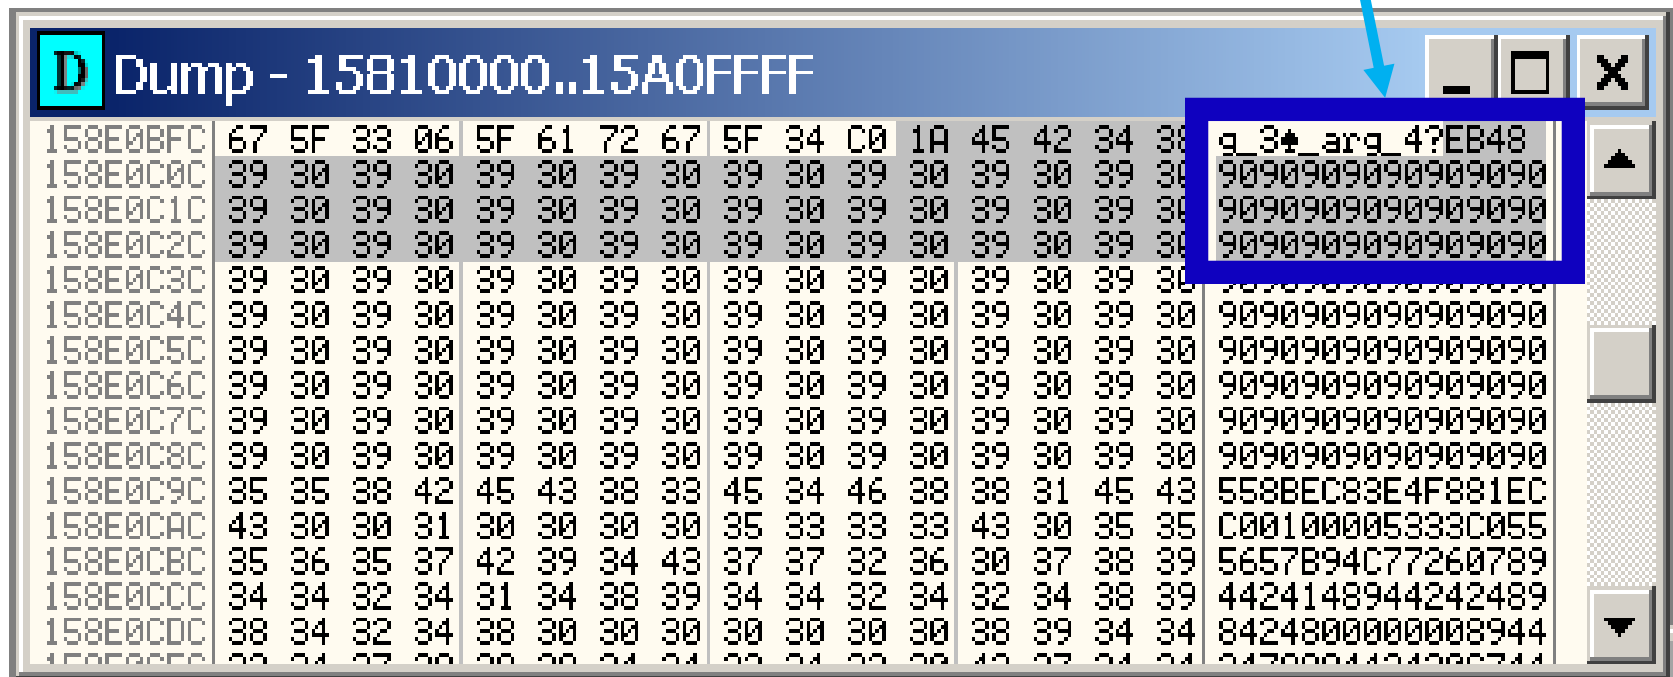 D Dump - 15810000..15A0FFFF
158E0BFC 67 5F 33 06 5F 61 72 67 5F 34 C0 1A 45 42 34 38 g_3♠_arg_4?EB48
158E0C0C 39 30 39 30 39 30 39 30 39 30 39 30 39 30 39 30 9090909090909090
158E0C1C 39 30 39 30 39 30 39 30 39 30 39 30 39 30 39 30 9090909090909090
158E0C2C 39 30 39 30 39 30 39 30 39 30 39 30 39 30 39 30 9090909090909090
158E0C3C 39 30 39 30 39 30 39 30 39 30 39 30 39 30 39 30 9090909090909090
158E0C4C 39 30 39 30 39 30 39 30 39 30 39 30 39 30 39 30 9090909090909090
158E0C5C 39 30 39 30 39 30 39 30 39 30 39 30 39 30 39 30 9090909090909090
158E0C6C 39 30 39 30 39 30 39 30 39 30 39 30 39 30 39 30 9090909090909090
158E0C7C 39 30 39 30 39 30 39 30 39 30 39 30 39 30 39 30 9090909090909090
158E0C8C 39 30 39 30 39 30 39 30 39 30 39 30 39 30 39 30 9090909090909090
158E0C9C 35 35 38 42 45 43 38 33 45 34 46 38 38 31 45 43 558BEC83E4F881EC
158E0CAC 43 30 30 31 30 30 30 30 35 33 33 33 43 30 35 35 C00100005333C055
158E0CBC 35 36 35 37 42 39 34 43 37 37 32 36 30 37 38 39 5657B94C77260789
158E0CCC 34 34 32 34 31 34 38 39 34 34 32 34 32 34 38 39 4424148944242489
158E0CDC 38 34 32 34 38 30 30 30 30 30 30 30 38 39 34 34 8424800000008944